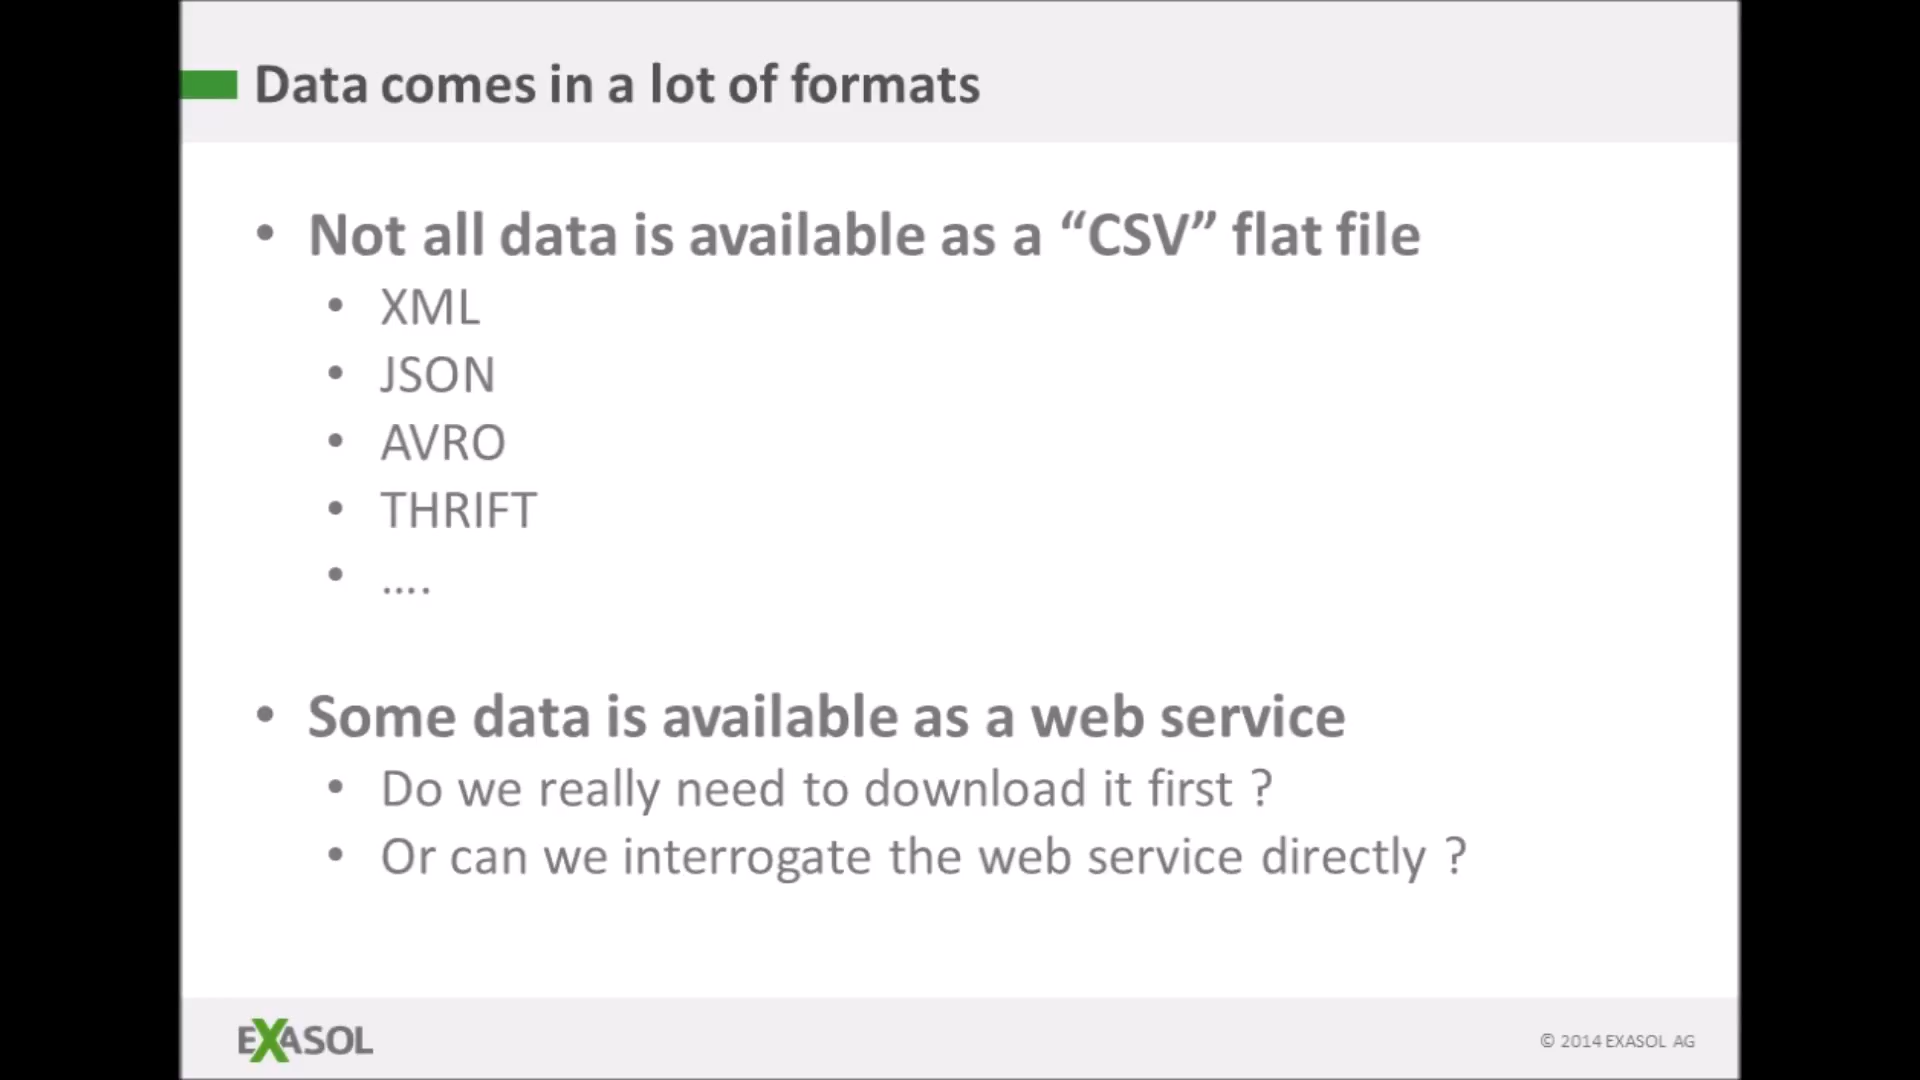 Data comes in a lot of formats
• Not all data is available as a “CSV” flat file
• XML
• JSON
• AVRO
• THRIFT
• ....
• Some data is available as a web service
• Do we really need to download it first ?
• Or can we interrogate the web service directly ?
EXASOL
© 2014 EXASOL AG